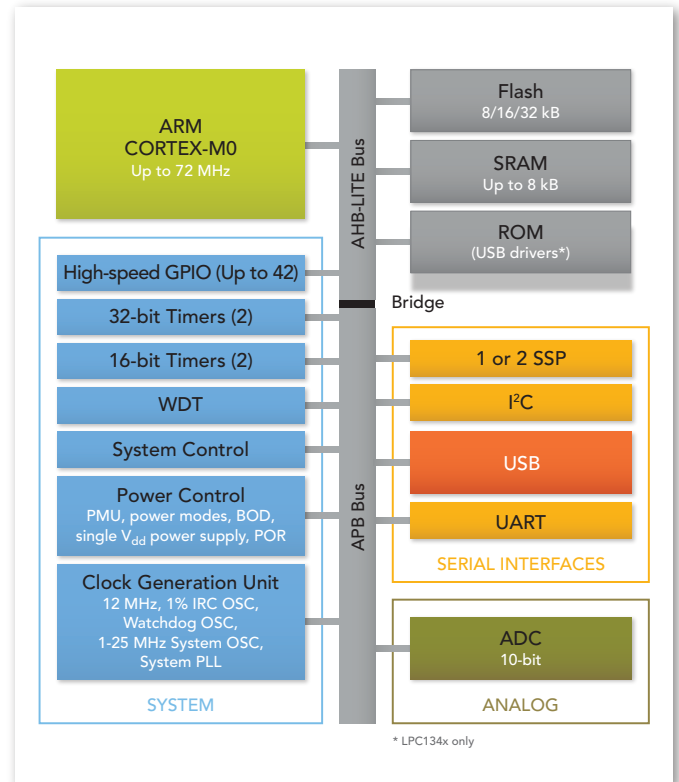 ARM
CORTEX-M0
Up to 72 MHz
AHB-LITE Bus
Flash
8/16/32 kB
SRAM
Up to 8 kB
ROM
(USB drivers*)
High-speed GPIO (Up to 42)
32-bit Timers (2)
16-bit Timers (2)
WDT
System Control
Power Control
PMU, power modes, BOD,
single Vdd power supply, POR
Clock Generation Unit
12 MHz, 1% IRC OSC,
Watchdog OSC,
1-25 MHz System OSC,
System PLL
SYSTEM
Bridge
APB Bus
1 or 2 SSP
I²C
USB
UART
SERIAL INTERFACES
ADC
10-bit
ANALOG
* LPC134x only